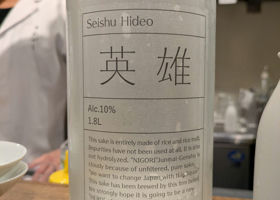 Seishu Hideo
英雄
Alc.10%
1.8L
This sake is entirely made of rice and rice malt.
Impurities have not been used at all. It is also
not hydrolyzed. "NIGORI" Junmai-Genshu is
cloudy because of unfiltered, pure sake.
"We want to change Japan with this sake"
This sake has been brewed by this
strongly hope it is going to be a new